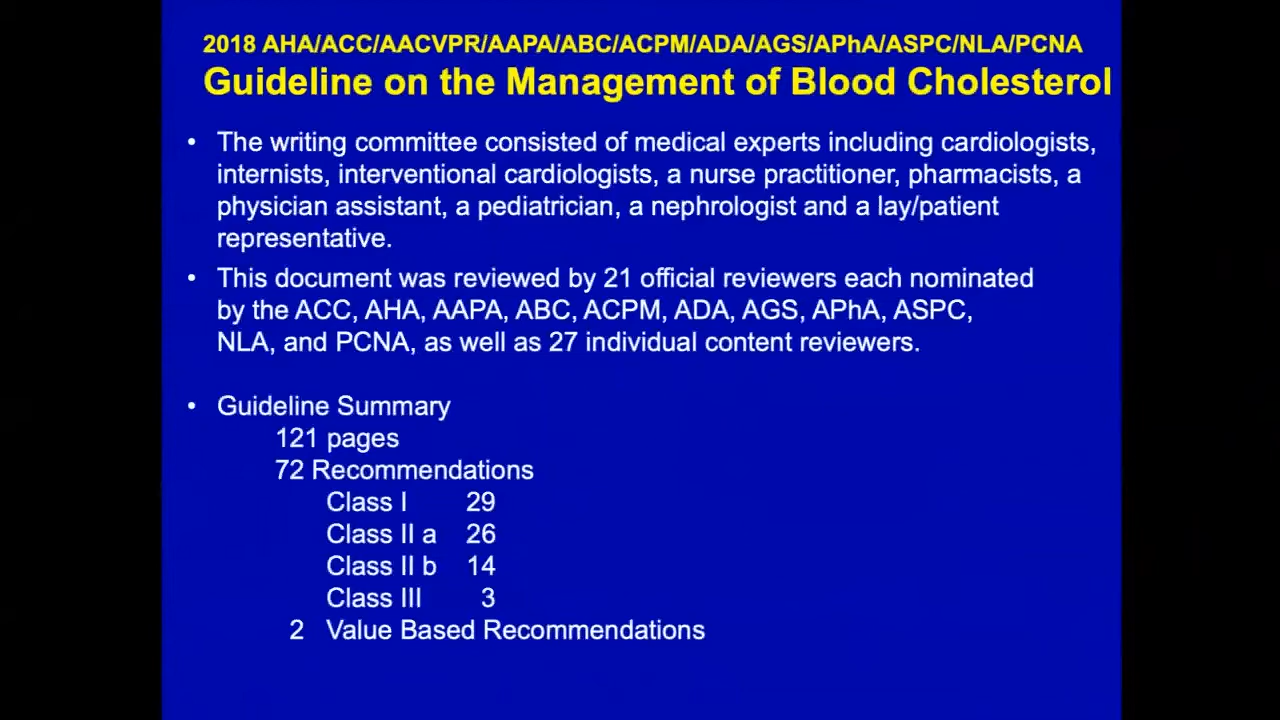 2018 AHA/ACC/AACVPR/AAPA/ABC/ACPM/ADA/AGS/APhA/ASPC/NLA/PCNA
Guideline on the Management of Blood Cholesterol
• The writing committee consisted of medical experts including cardiologists,
internists, interventional cardiologists, a nurse practitioner, pharmacists, a
physician assistant, a pediatrician, a nephrologist and a lay/patient
representative.
• This document was reviewed by 21 official reviewers each nominated
by the ACC, AHA, AAPA, ABC, ACPM, ADA, AGS, APhA, ASPC,
NLA, and PCNA, as well as 27 individual content reviewers.
• Guideline Summary
121 pages
72 Recommendations
Class I 29
Class II a 26
Class II b 14
Class III 3
2 Value Based Recommendations